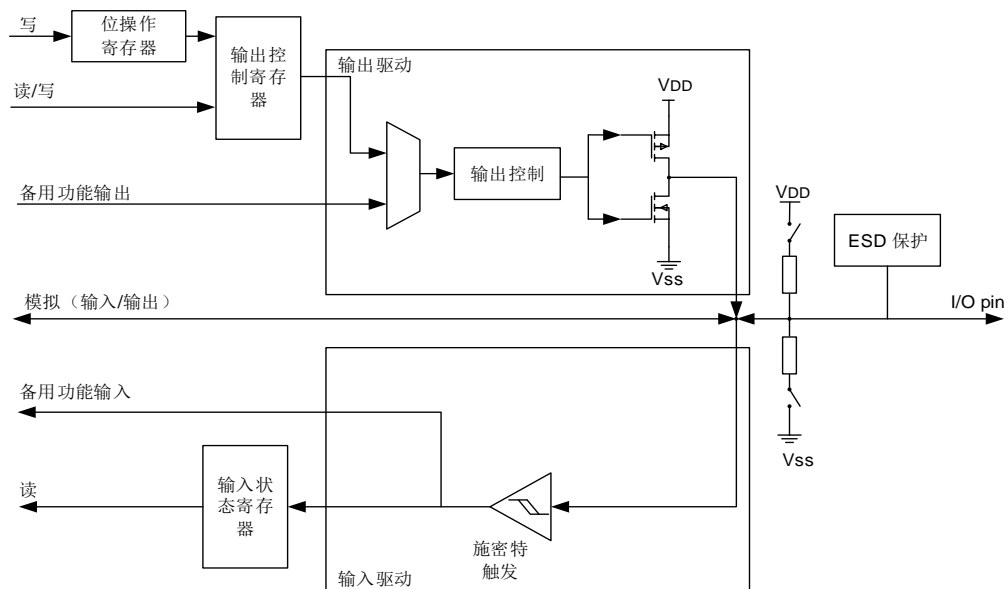 写
位操作
寄存器
输出控
制寄存
器
读/写
输出驱动
VDD
输出控制
备用功能输出
Vss
VDD
ESD 保护
模拟（输入/输出）
I/O pin
备用功能输入
Vss
读
输入状
态寄存
器
施密特
触发
输入驱动